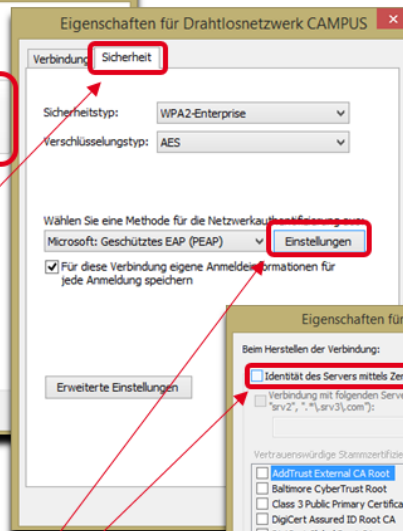 Eigenschaften für Drahtlosnetzwerk CAMPUS
Verbindung
Sicherheit
Sicherheitstyp:
WPA2-Enterprise
Verschlüsselungstyp:
AES
Wählen Sie eine Methode für die Netzwerkauthentifizierung aus:
Microsoft: Geschütztes EAP (PEAP)
Einstellungen
Für diese Verbindung eigene Anmeldeinformationen für
jede Anmeldung speichern
Erweiterte Einstellungen
Eigenschaften für
Beim Herstellen der Verbindung:
Identität des Servers mittels Zer
Verbindung mit folgenden Serve
"srv2", ".*\.srv3\.com"):
Vertrauenswürdige Stammzertifizie
AddTrust External CA Root
Baltimore CyberTrust Root
Class 3 Public Primary Certifica
DigiCert Assured ID Root CA